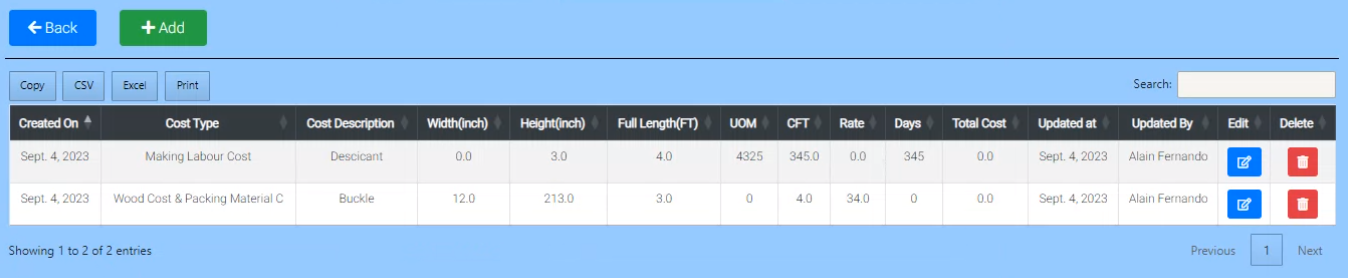 Back Add
Copy CSV Excel Print Search:
Created On Cost Type Cost Description Width(inch) Height(inch) Full Length(FT) UOM CFT Rate Days Total Cost Updated at Updated By Edit Delete
Sept. 4, 2023 Making Labour Cost Descicant 0.0 3.0 4.0 4325 345.0 0.0 345 0.0 Sept. 4, 2023 Alain Fernando
Sept. 4, 2023 Wood Cost & Packing Material C Buckle 12.0 213.0 3.0 0 4.0 34.0 0 0.0 Sept. 4, 2023 Alain Fernando
Showing 1 to 2 of 2 entries Previous 1 Next